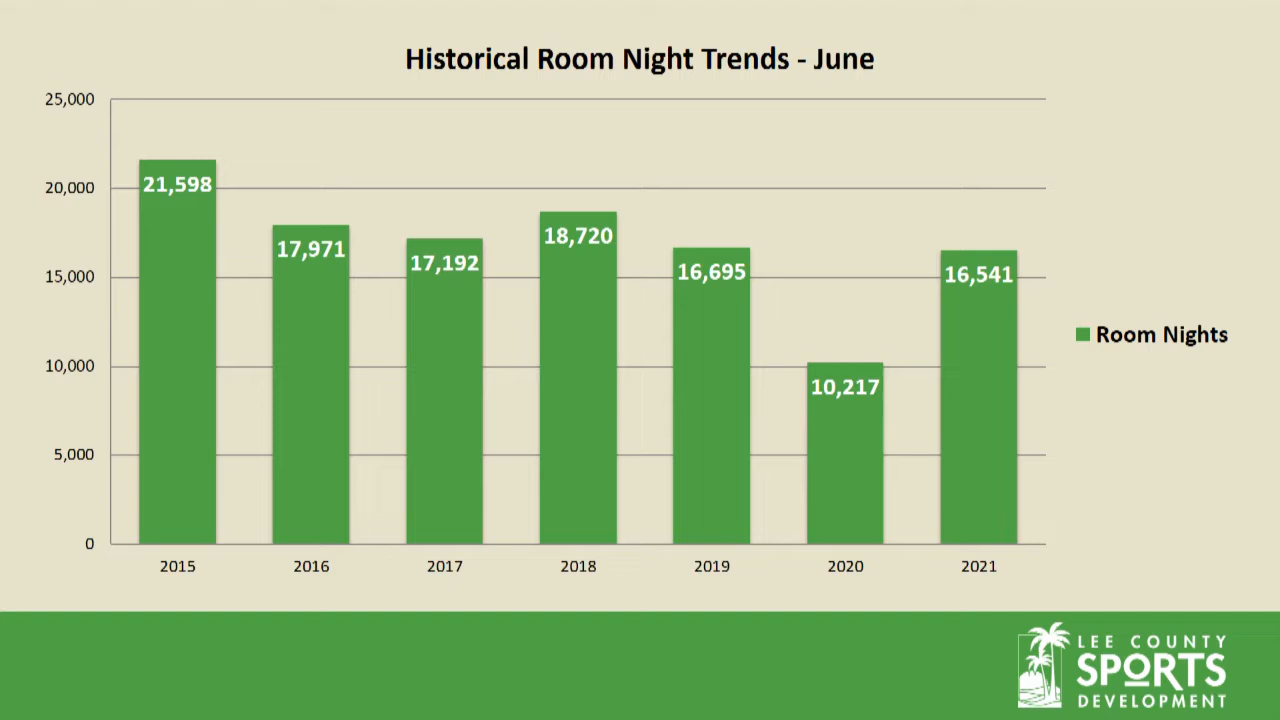 Historical Room Night Trends - June
25,000
20,000
15,000
10,000
5,000
0
21,598
17,971
17,192
18,720
16,695
10,217
16,541
2015 2016 2017 2018 2019 2020 2021
Room Nights
LEE COUNTY
SPORTS
DEVELOPMENT